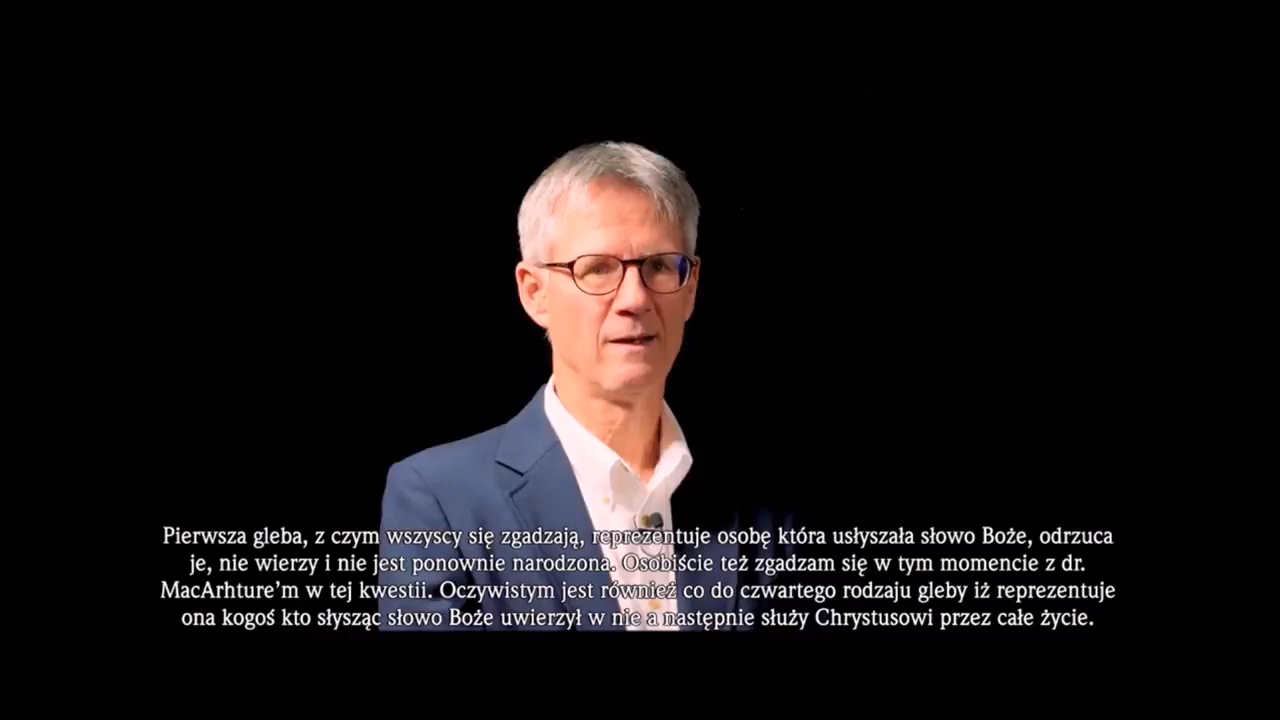 Pierwsza gleba, z czym wszyscy się zgadzają, reprezentuje osobę która usłyszała słowo Boże, odrzuca
je, nie wierzy i nie jest ponownie narodzona. Osobiście też zgadzam się w tym momencie z dr.
MacArhture'm w tej kwestii. Oczywistym jest również co do czwartego rodzaju gleby iż reprezentuje
ona kogoś kto słysząc słowo Boże uwierzył w nie a następnie służy Chrystusowi przez całe życie.